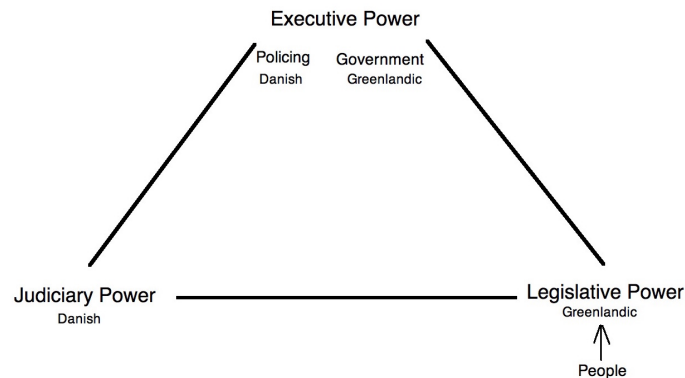 Executive Power
Policing Government
Danish Greenlandic
Judiciary Power Legislative Power
Danish Greenlandic
People